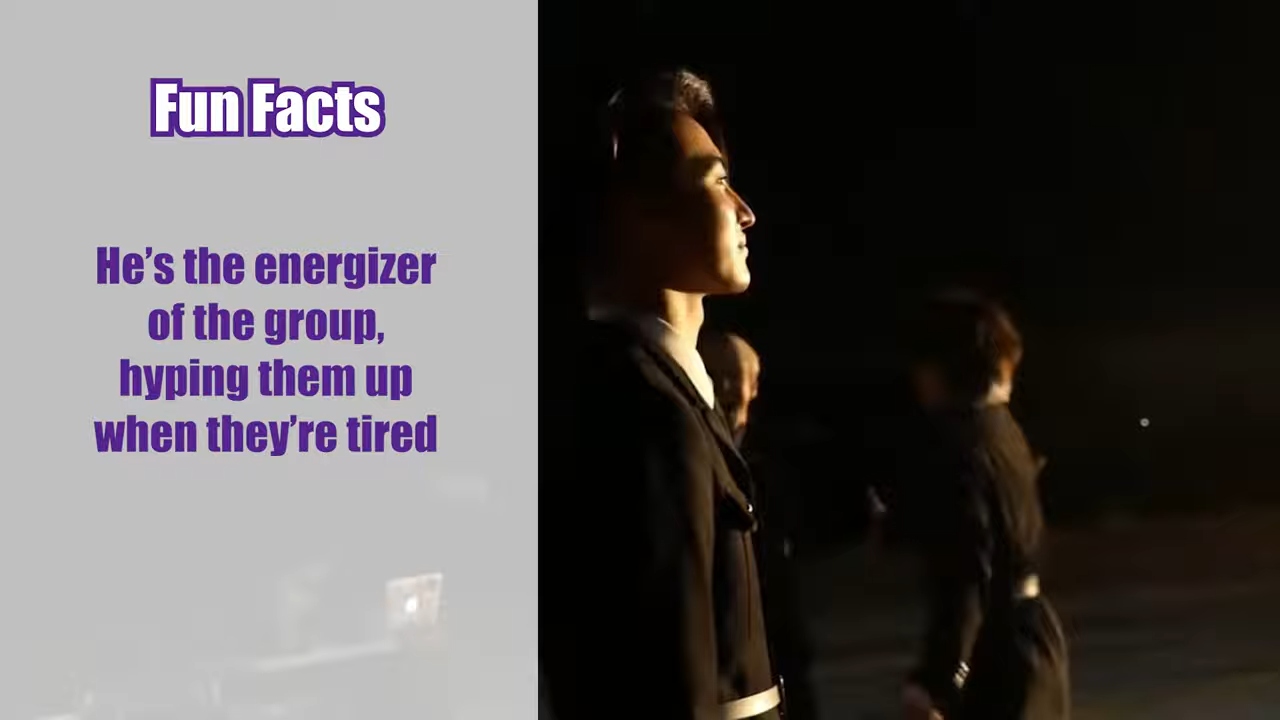 Fun Facts
He’s the energizer
of the group,
hyping them up
when they’re tired